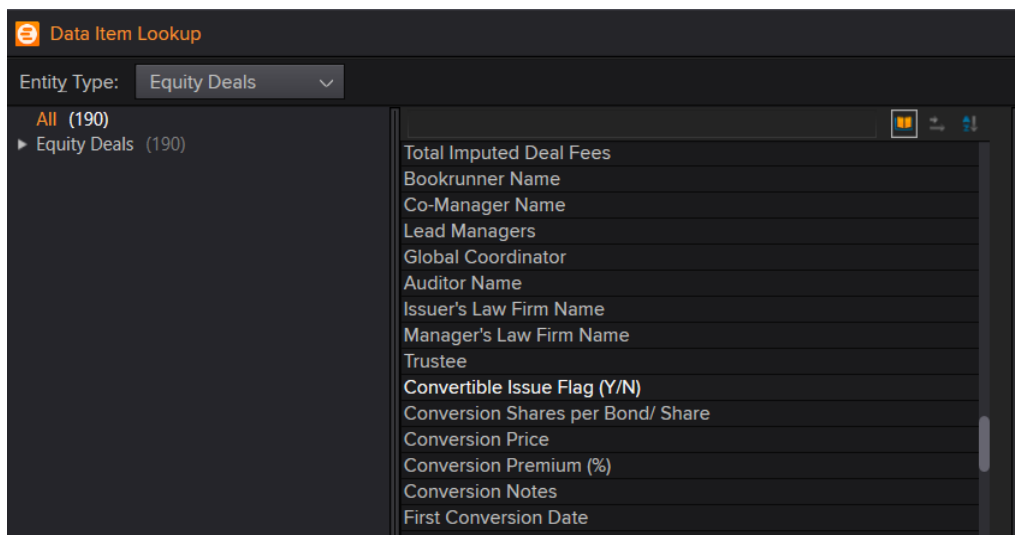 Data Item Lookup
Entity Type: Equity Deals
All (190)
Equity Deals (190)
Total Imputed Deal Fees
Bookrunner Name
Co-Manager Name
Lead Managers
Global Coordinator
Auditor Name
Issuer's Law Firm Name
Manager's Law Firm Name
Trustee
Convertible Issue Flag (Y/N)
Conversion Shares per Bond/ Share
Conversion Price
Conversion Premium (%)
Conversion Notes
First Conversion Date